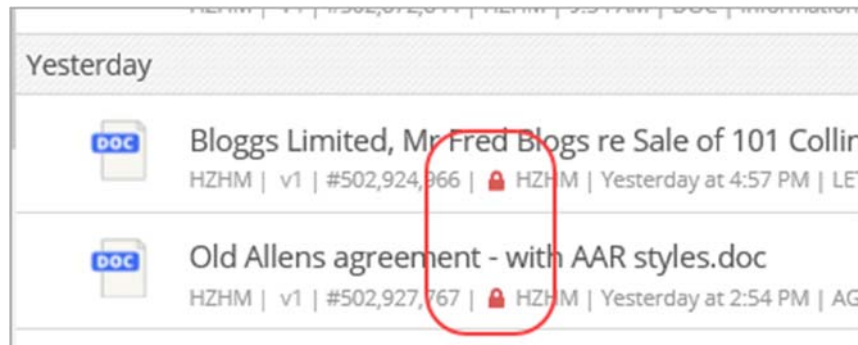 Yesterday
DOC
Bloggs Limited, Mr Fred Blogs re Sale of 101 Collin
HZHM | v1 | #502,924,966 | HZHM | Yesterday at 4:57 PM | LE
DOC
Old Allens agreement - with AAR styles.doc
HZHM | v1 | #502,927,767 | HZHM | Yesterday at 2:54 PM | AG